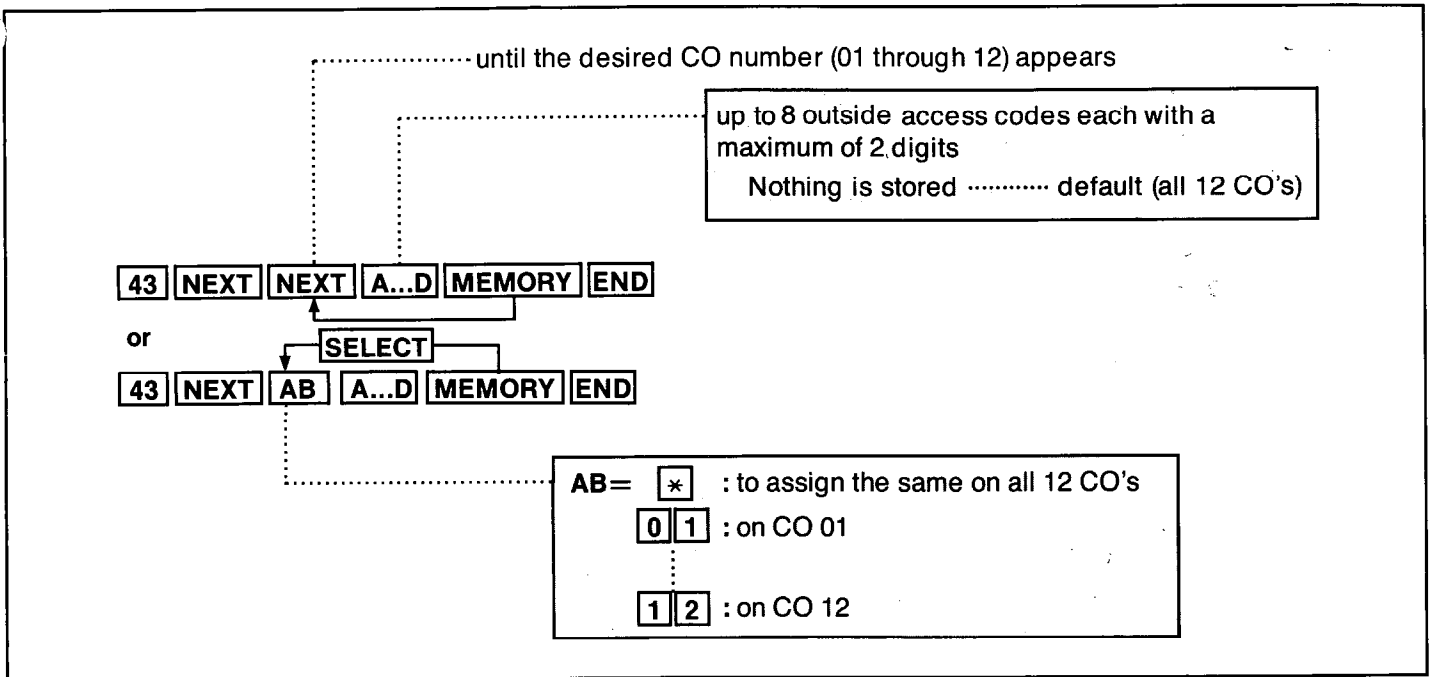 until the desired CO number (01 through 12) appears
up to 8 outside access codes each with a
maximum of 2 digits
Nothing is stored ············ default (all 12 CO's)
43 NEXT NEXT A...D MEMORY END
or
SELECT
43 NEXT AB A...D MEMORY END
AB= * : to assign the same on all 12 CO's
0 1 : on CO 01
1 2 : on CO 12